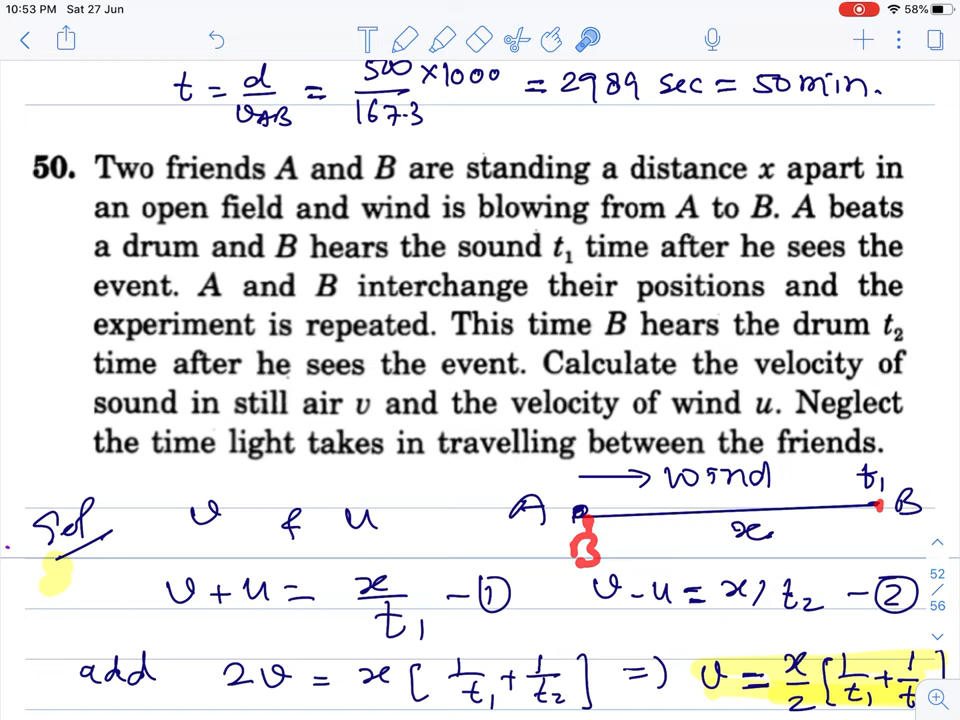 10:53 PM Sat 27 Jun 58%
T
t = d/v_AB = 500/167.3 × 1000 = 2989 sec = 50 min.
50. Two friends A and B are standing a distance x apart in
an open field and wind is blowing from A to B. A beats
a drum and B hears the sound t₁ time after he sees the
event. A and B interchange their positions and the
experiment is repeated. This time B hears the drum t₂
time after he sees the event. Calculate the velocity of
sound in still air v and the velocity of wind u. Neglect
the time light takes in travelling between the friends.
⟶ wind t₁
Sol v & u A B
x
B
v + u = x/t₁ – ① v - u = x/t₂ – ②
52
/
56
add 2v = x [1/t₁ + 1/t₂] ⇒ v = x/2 [1/t₁ + 1/t]